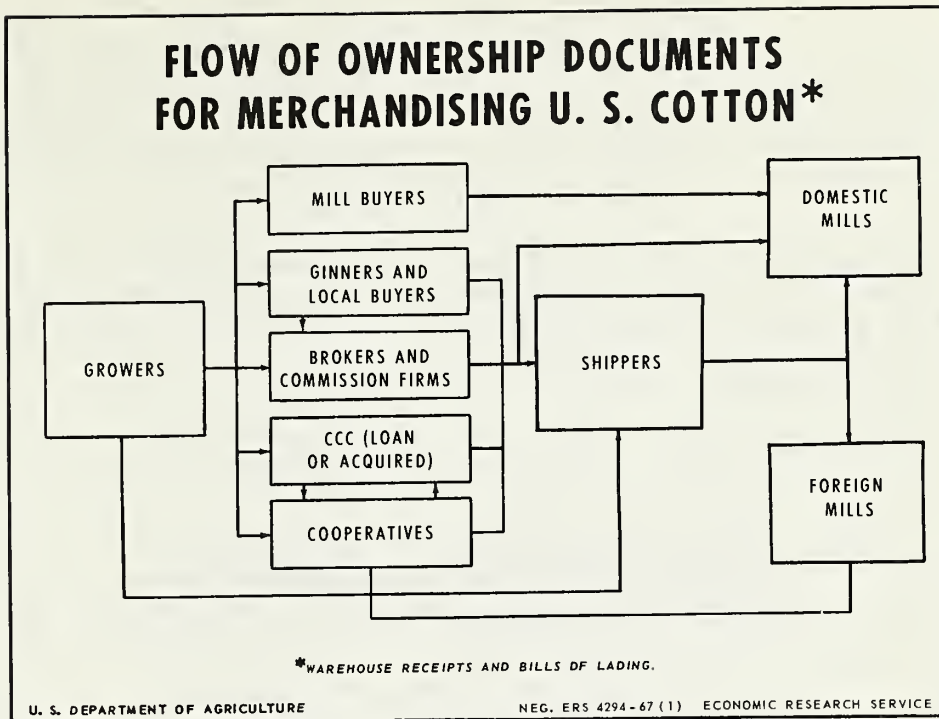 FLOW OF OWNERSHIP DOCUMENTS
FOR MERCHANDISING U. S. COTTON*
MILL BUYERS
DOMESTIC
MILLS
GINNERS AND
LOCAL BUYERS
GROWERS
BROKERS AND
COMMISSION FIRMS
SHIPPERS
CCC (LOAN
OR ACQUIRED)
FOREIGN
MILLS
COOPERATIVES
*WAREHOUSE RECEIPTS AND BILLS OF LADING.
U. S. DEPARTMENT OF AGRICULTURE
NEG. ERS 4294-67 (1) ECONOMIC RESEARCH SERVICE